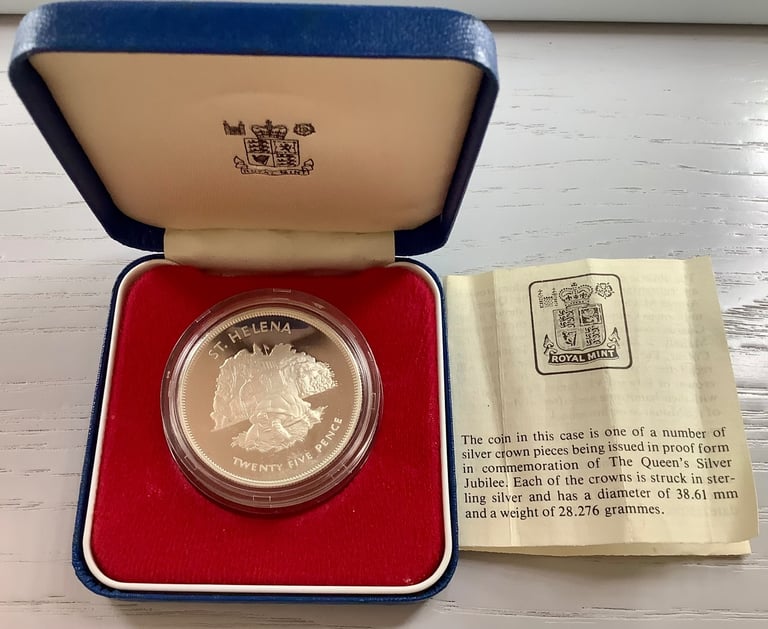 ROYAL MINT
ST. HELENA
TWENTY FIVE PENCE
ROYAL MINT
The coin in this case is one of a number of
silver crown pieces being issued in proof form
in commemoration of The Queen's Silver
Jubilee. Each of the crowns is struck in ster-
ling silver and has a diameter of 38.61 mm
and a weight of 28.276 grammes.